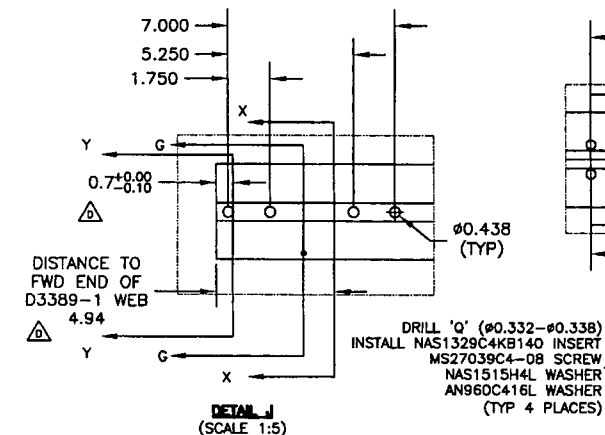 7.000
5.250
1.750
X
Y
G
0.7+0.00
-0.10
D
Ø0.438
(TYP)
DISTANCE TO
FWD END OF
D3389-1 WEB
4.94
D
Y
G
X
DRILL 'Q' (Ø0.332-Ø0.338)
INSTALL NAS1329C4KB140 INSERT
MS27039C4-08 SCREW
NAS1515H4L WASHER
AN960C416L WASHER
(TYP 4 PLACES)
DETAIL J
(SCALE 1:5)